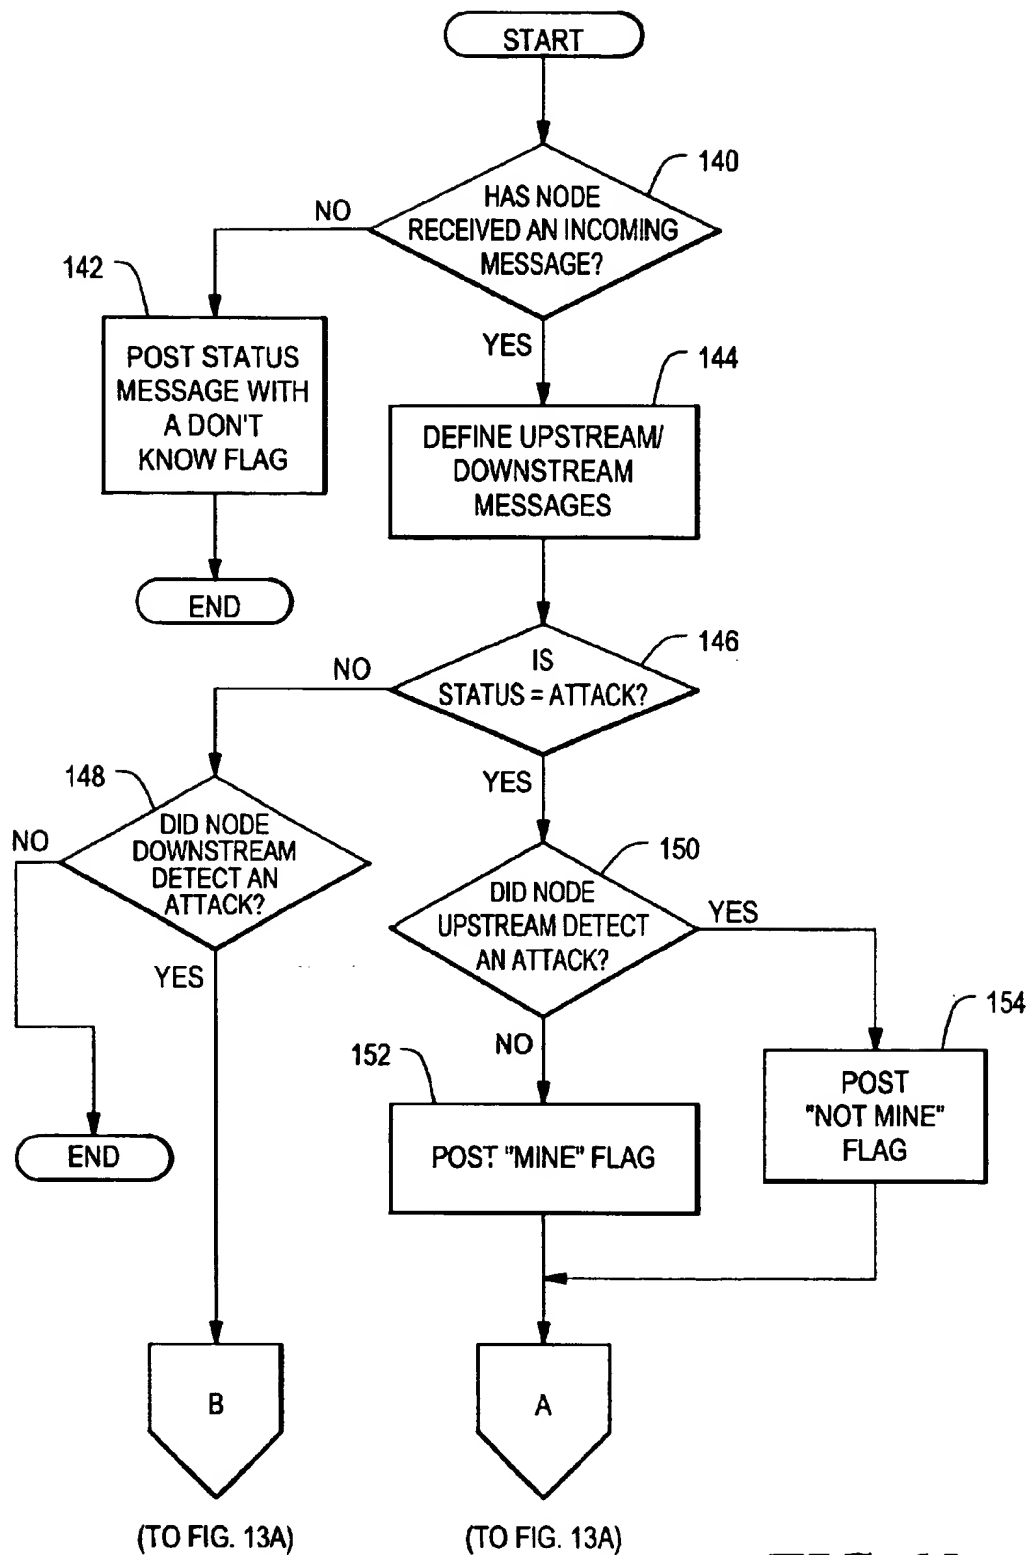 START
140
HAS NODE
RECEIVED AN INCOMING
MESSAGE?
NO
YES
142
POST STATUS
MESSAGE WITH
A DON'T
KNOW FLAG
END
144
DEFINE UPSTREAM/
DOWNSTREAM
MESSAGES
146
IS
STATUS = ATTACK?
NO
YES
148
DID NODE
DOWNSTREAM
DETECT AN
ATTACK?
NO
YES
END
150
DID NODE
UPSTREAM DETECT
AN ATTACK?
YES
NO
152
POST "MINE" FLAG
154
POST
"NOT MINE"
FLAG
B
(TO FIG. 13A)
A
(TO FIG. 13A)